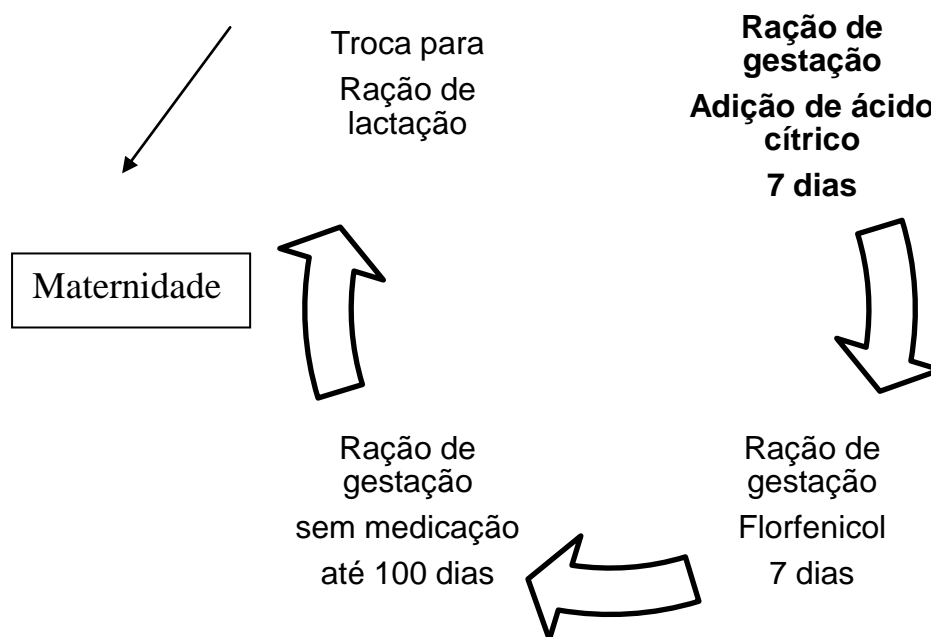 Troca para
Ração de
lactação
Ração de
gestação
Adição de ácido
cítrico
7 dias
Maternidade
Ração de
gestação
sem medicação
até 100 dias
Ração de
gestação
Florfenicol
7 dias